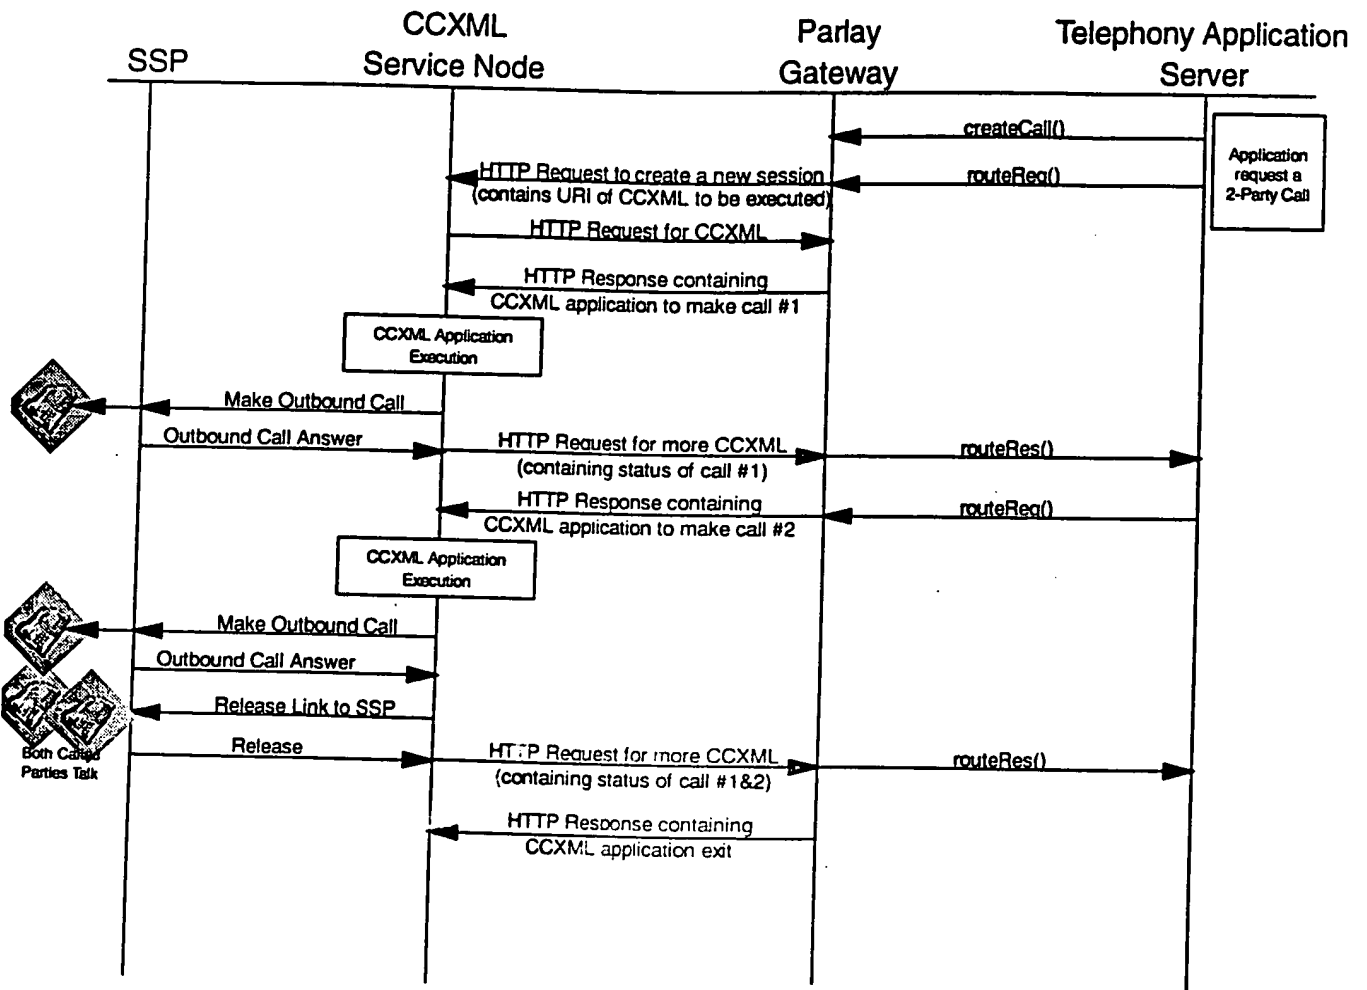 SSP
CCXML
Service Node
Parlay
Gateway
Telephony Application
Server
createCall()
Application
request a
2-Party Call
HTTP Request to create a new session
(contains URI of CCXML to be executed)
routeReq()
HTTP Request for CCXML
HTTP Response containing
CCXML application to make call #1
CCXML Application
Execution
Make Outbound Call
Outbound Call Answer
HTTP Request for more CCXML
(containing status of call #1)
routeRes()
HTTP Response containing
CCXML application to make call #2
routeReq()
CCXML Application
Execution
Make Outbound Call
Outbound Call Answer
Release Link to SSP
Both Called
Parties Talk
Release
HTTP Request for more CCXML
(containing status of call #1&2)
routeRes()
HTTP Response containing
CCXML application exit